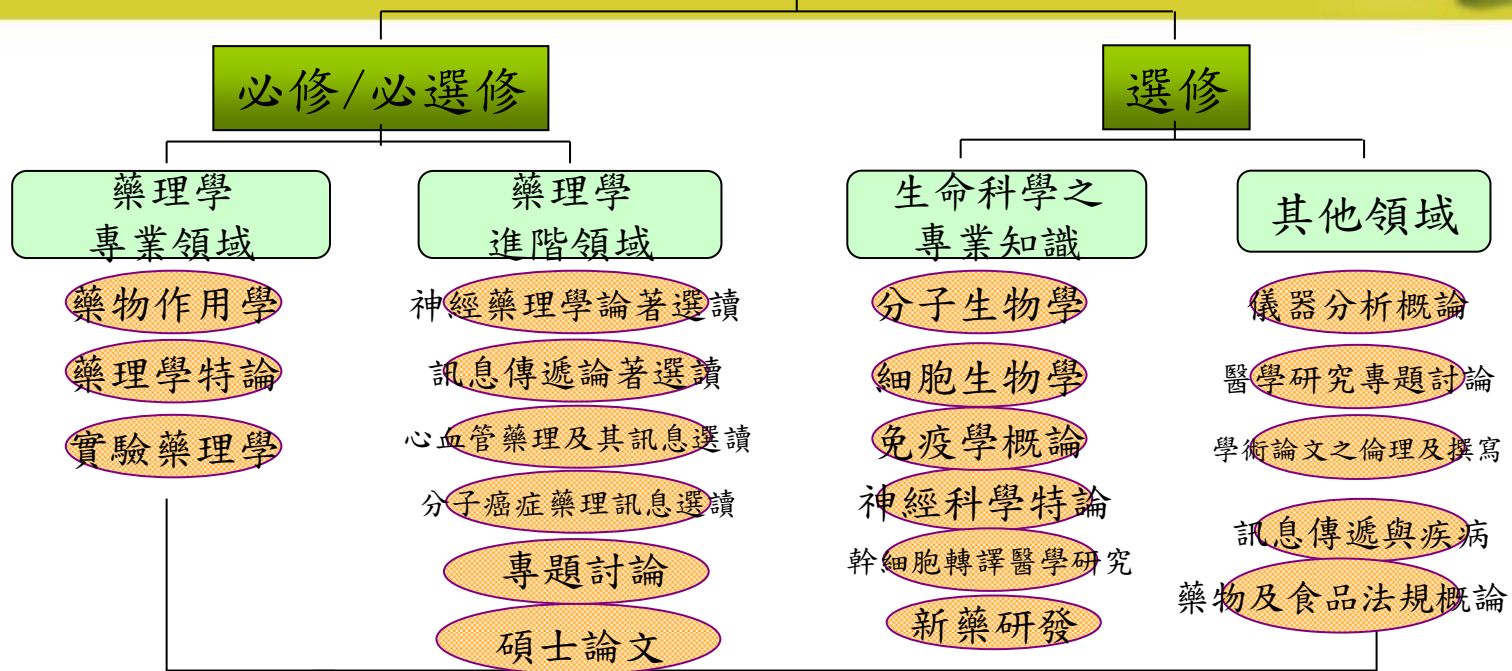 必修/必選修
選修
藥理學
專業領域
藥理學
進階領域
生命科學之
專業知識
其他領域
藥物作用學
藥理學特論
實驗藥理學
神經藥理學論著選讀
訊息傳遞論著選讀
心血管藥理及其訊息選讀
分子癌症藥理訊息選讀
專題討論
碩士論文
分子生物學
細胞生物學
免疫學概論
神經科學特論
幹細胞轉譯醫學研究
新藥研發
儀器分析概論
醫學研究專題討論
學術論文之倫理及撰寫
訊息傳遞與疾病
藥物及食品法規概論